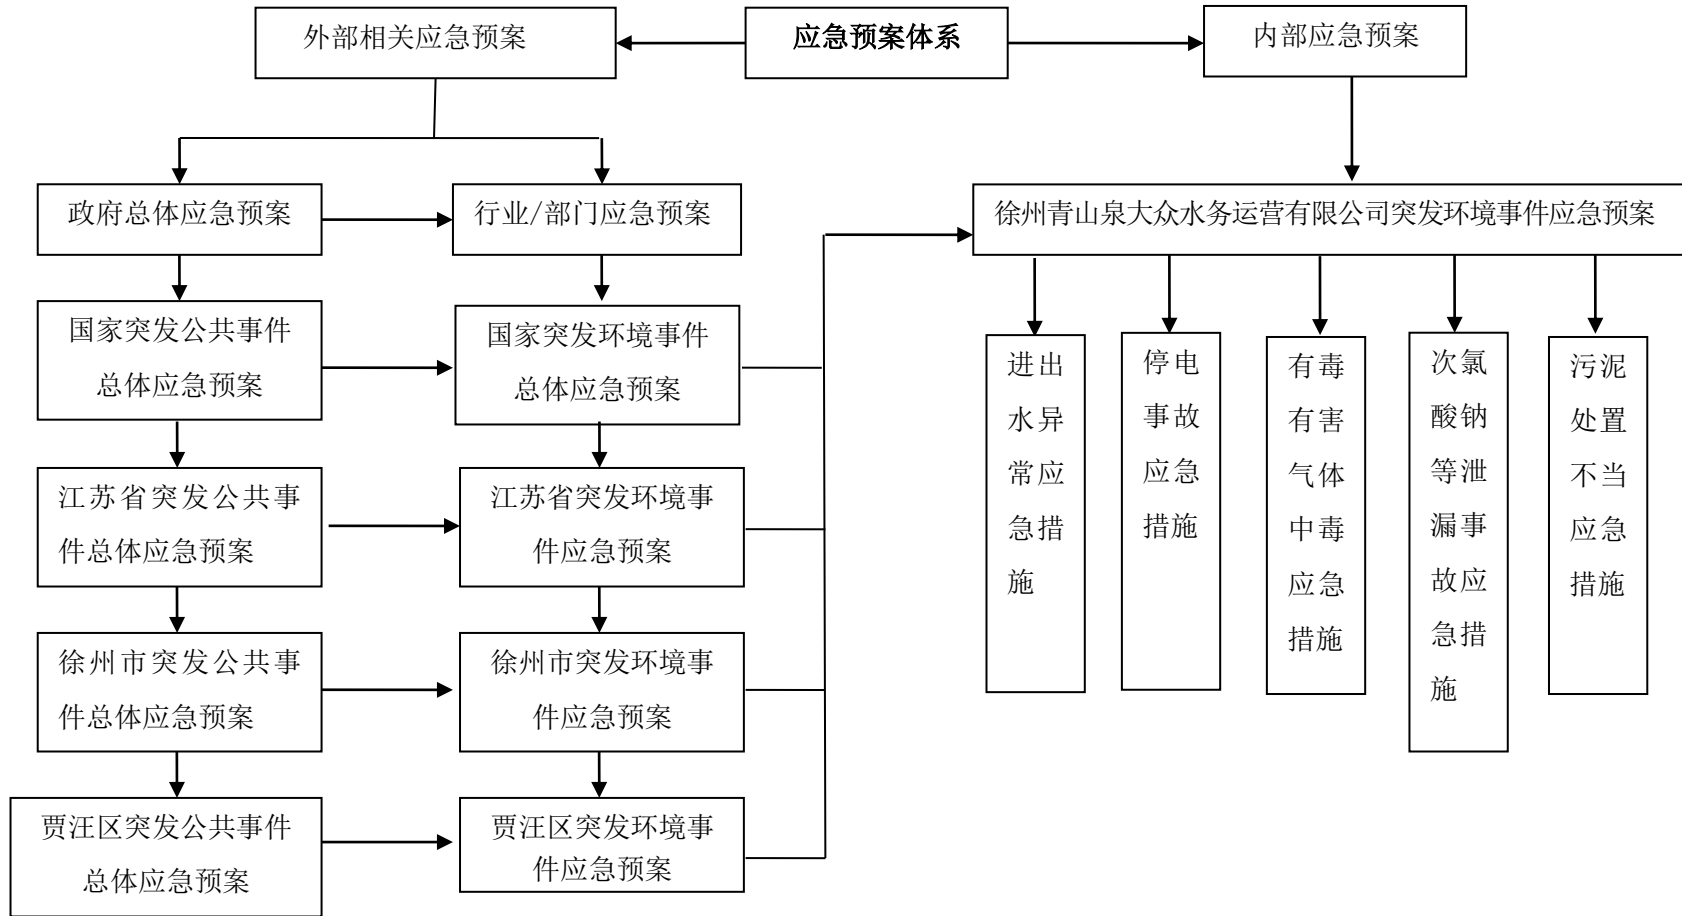 外部相关应急预案
应急预案体系
内部应急预案
政府总体应急预案
行业/部门应急预案
徐州青山泉大众水务运营有限公司突发环境事件应急预案
国家突发公共事件
总体应急预案
国家突发环境事件
总体应急预案
江苏省突发公共事
件总体应急预案
江苏省突发环境事
件应急预案
徐州市突发公共事
件总体应急预案
徐州市突发环境事
件应急预案
贾汪区突发公共事件
总体应急预案
贾汪区突发环境事
件应急预案
进出
水异
常应
急措
施
停电
事故
应急
措施
有毒
有害
气体
中毒
应急
措施
次氯
酸钠
等泄
漏事
故应
急措
施
污泥
处置
不当
应急
措施